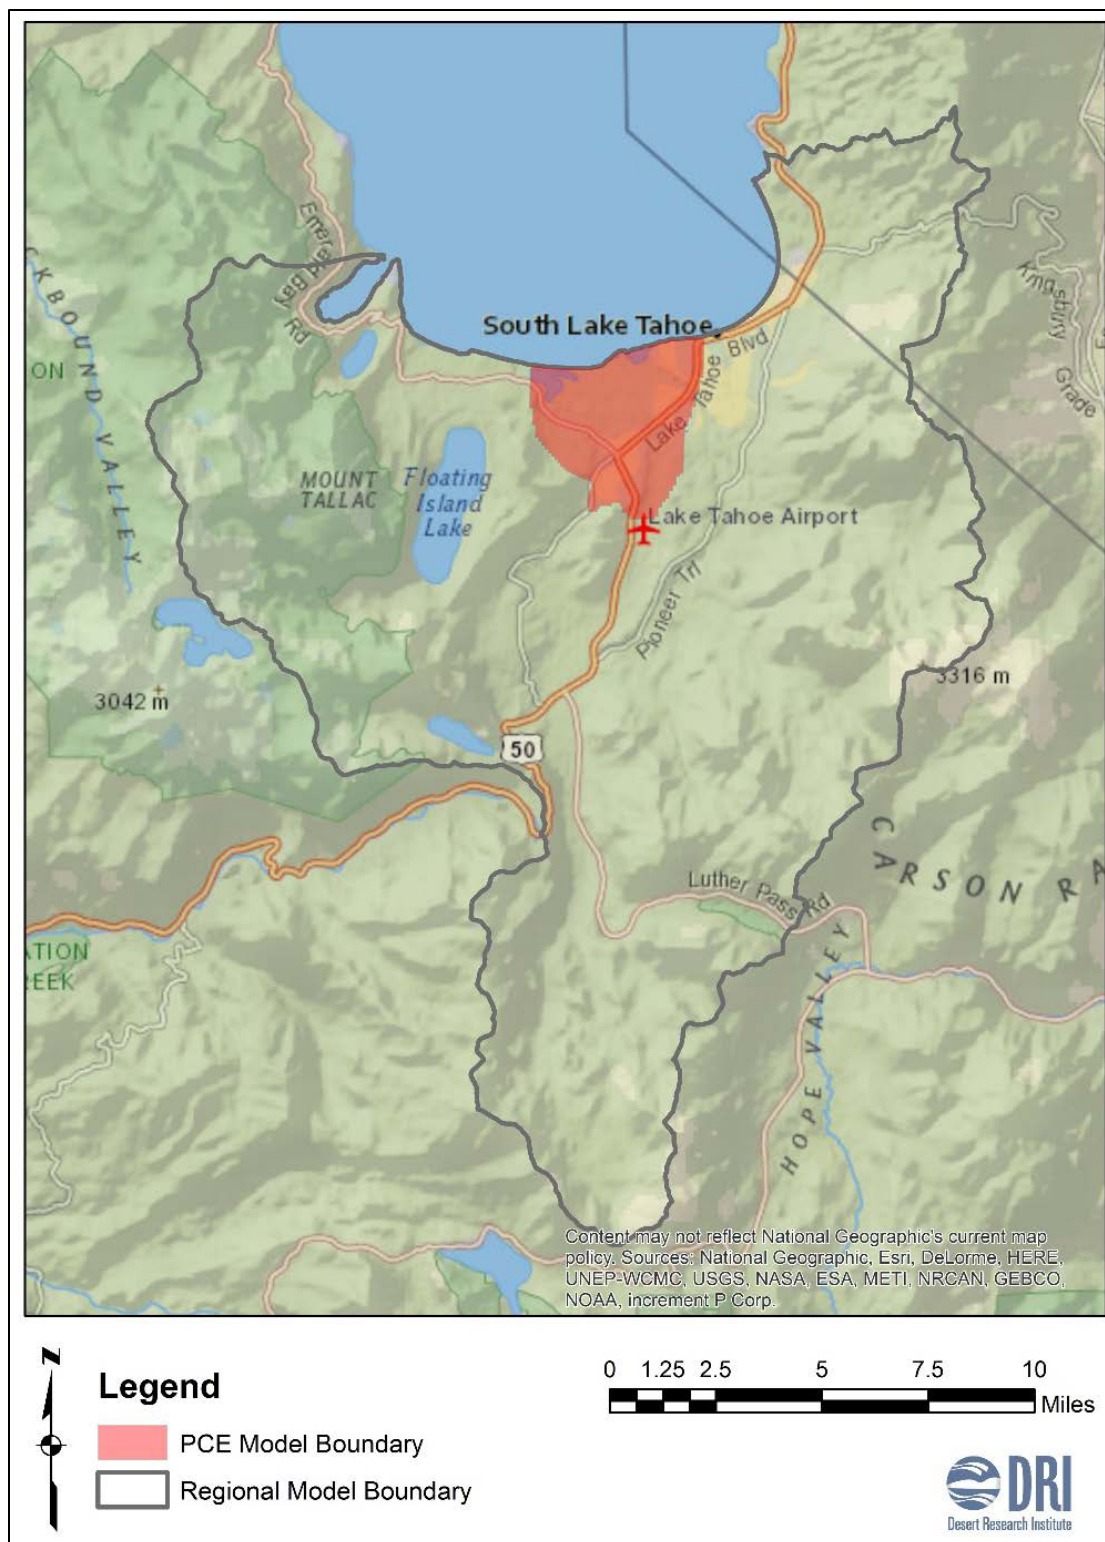 Emerald Bay
Rd
CKBOUND VALLEY
ON
South Lake Tahoe
Lake Tahoe Blvd
Kingsbury
Grade
MOUNT
TALLAC
Floating
Island
Lake
Lake Tahoe Airport
Pioneer Trl
3042 m
3316 m
50
CARSON RA
Luther Pass Rd
ATION
REEK
HOPE VALLEY
Content may not reflect National Geographic's current map
policy. Sources: National Geographic, Esri, DeLorme, HERE,
UNEP-WCMC, USGS, NASA, ESA, METI, NRCAN, GEBCO,
NOAA, increment P Corp.
N
Legend
PCE Model Boundary
Regional Model Boundary
0 1.25 2.5 5 7.5 10
Miles
DRI
Desert Research Institute